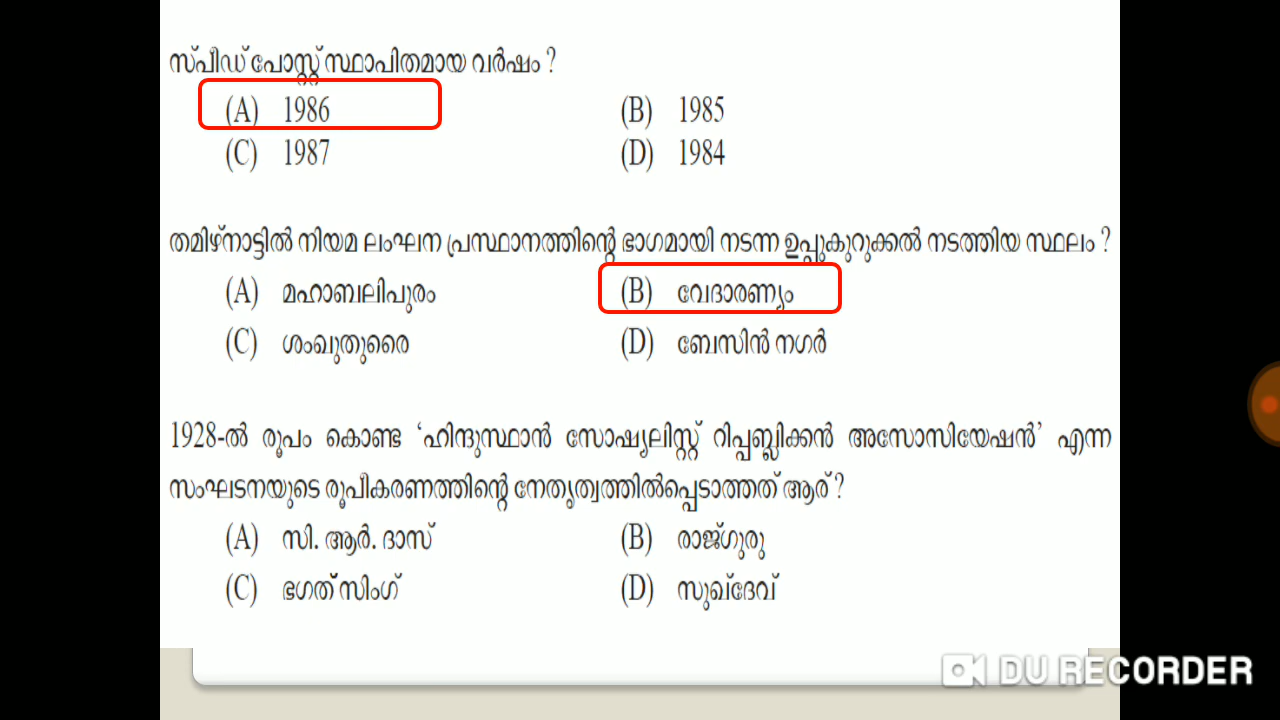 സ്പീഡ് പോസ്റ്റ് സ്ഥാപിതമായ വർഷം ?
(A) 1986 (B) 1985
(C) 1987 (D) 1984
തമിഴ്നാട്ടിൽ നിയമ ലംഘന പ്രസ്ഥാനത്തിന്റെ ഭാഗമായി നടന്ന ഉപ്പുകുറുക്കൽ നടത്തിയ സ്ഥലം ?
(A) മഹാബലിപുരം (B) വേദാരണ്യം
(C) ശംഖുതുറൈ (D) ബേസിൻ നഗർ
1928-ൽ രൂപം കൊണ്ട ‘ഹിന്ദുസ്ഥാൻ സോഷ്യലിസ്റ്റ് റിപ്പബ്ലിക്കൻ അസോസിയേഷൻ’ എന്ന
സംഘടനയുടെ രൂപീകരണത്തിന്റെ നേതൃത്വത്തിൽപ്പെടാത്തത് ആര് ?
(A) സി. ആർ. ദാസ് (B) രാജ്ഗുരു
(C) ഭഗത് സിംഗ് (D) സുഖ്ദേവ്
DU RECORDER